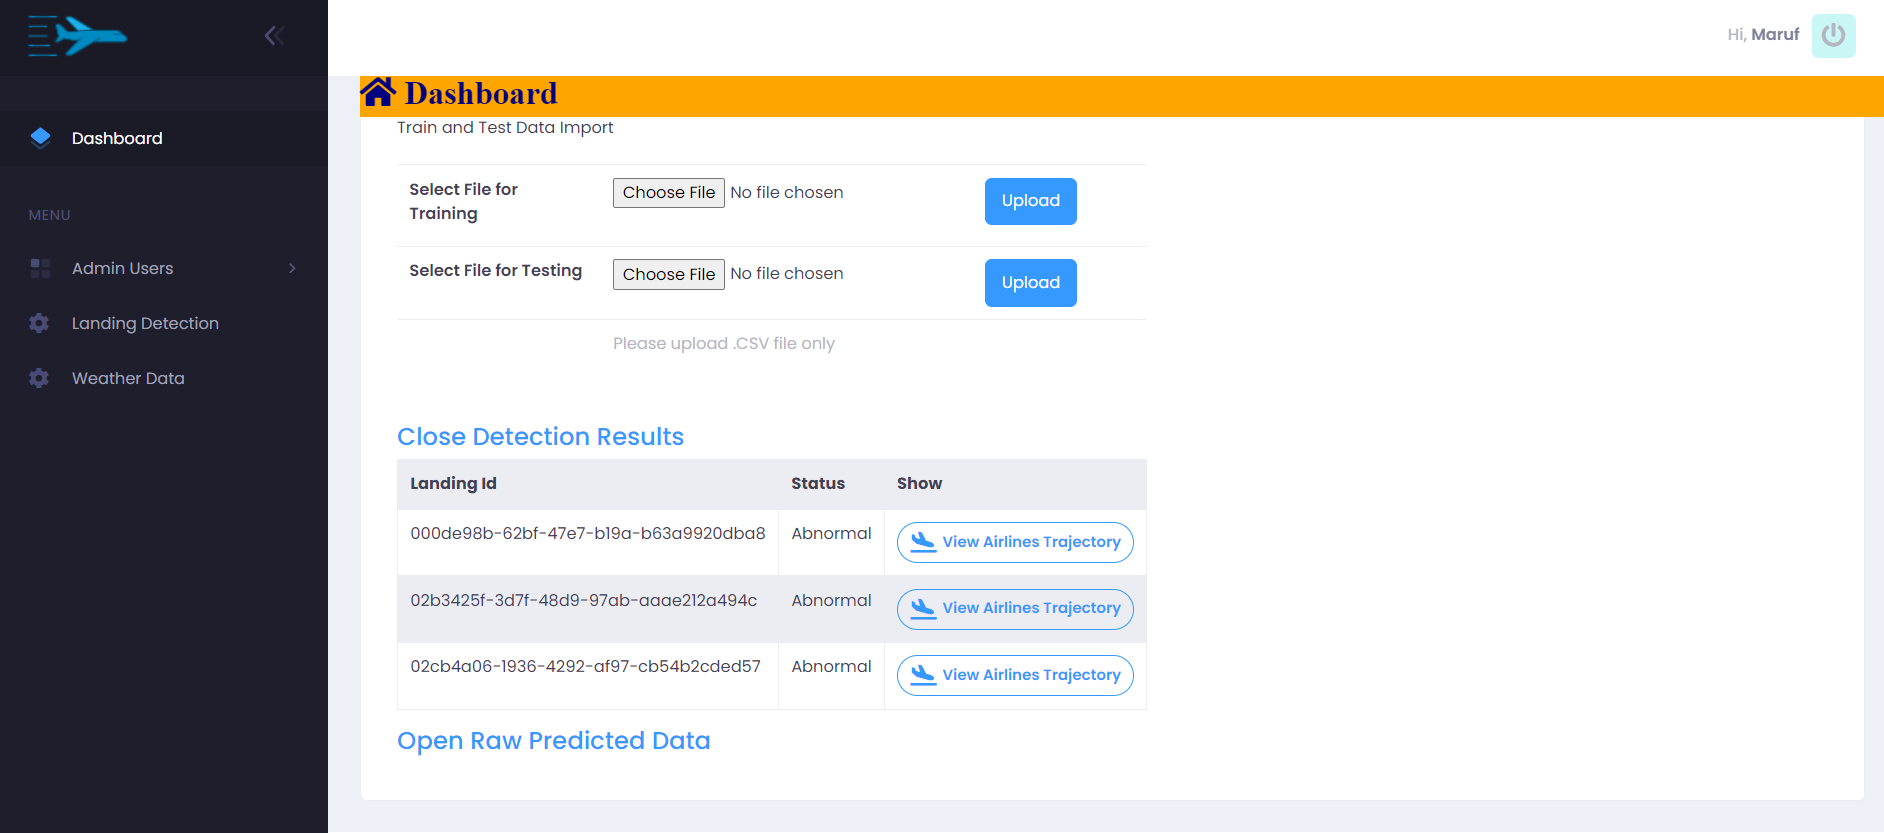 Hi, Maruf
Dashboard
Dashboard
MENU
Admin Users
Landing Detection
Weather Data
Train and Test Data Import
Select File for
Training
Choose File No file chosen
Upload
Select File for Testing
Choose File No file chosen
Upload
Please upload .CSV file only
Close Detection Results
Landing Id Status Show
000de98b-62bf-47e7-b19a-b63a9920dba8 Abnormal View Airlines Trajectory
02b3425f-3d7f-48d9-97ab-aaae212a494c Abnormal View Airlines Trajectory
02cb4a06-1936-4292-af97-cb54b2cded57 Abnormal View Airlines Trajectory
Open Raw Predicted Data